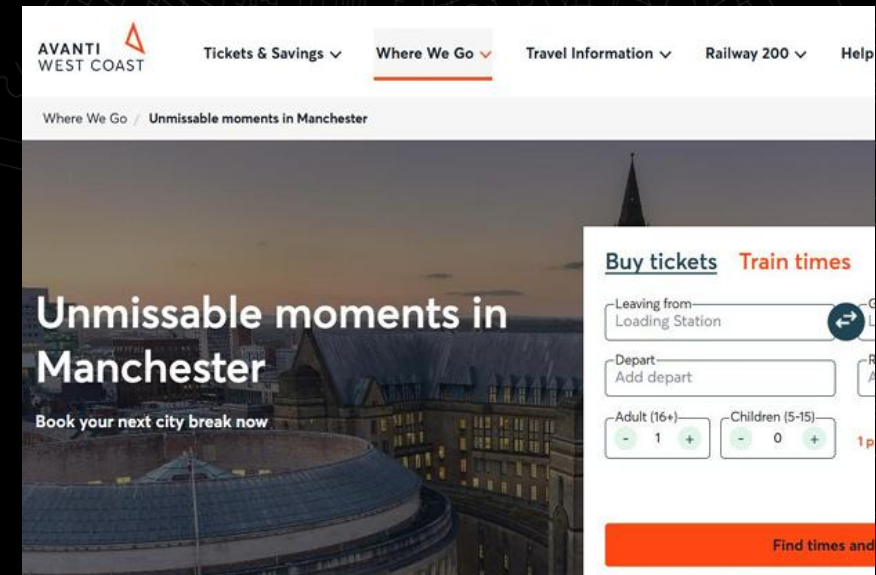 AVANTI
WEST COAST
Tickets & Savings
Where We Go
Travel Information
Railway 200
Help
Where We Go / Unmissable moments in Manchester
Unmissable moments in
Manchester
Book your next city break now
Buy tickets Train times
Leaving from
Loading Station
Depart
Add depart
Adult (16+)
- 1 +
Children (5-15)
- 0 +
Find times and